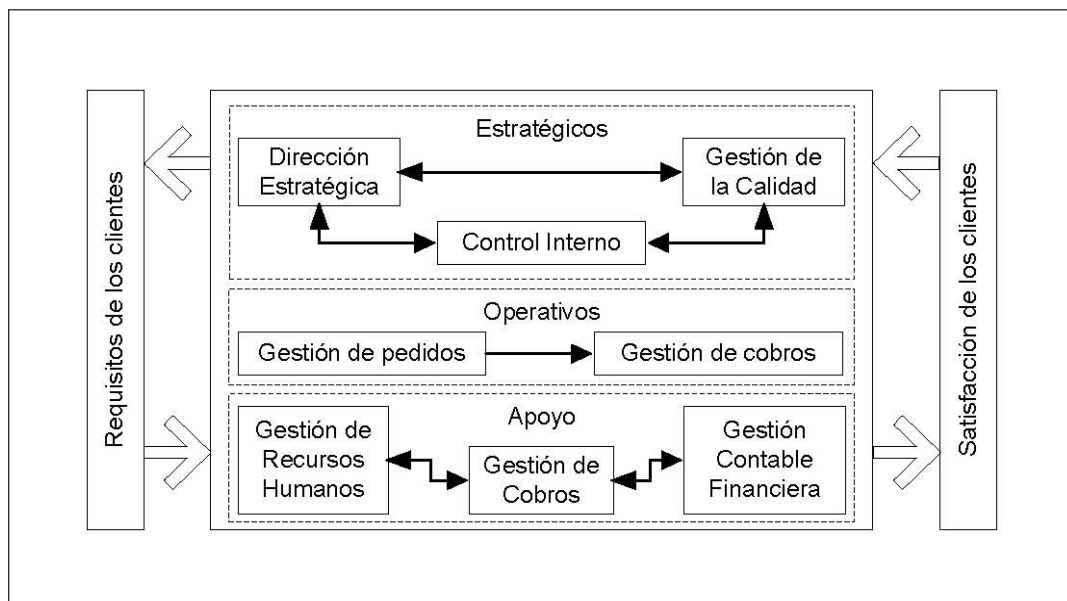 Requisitos de los clientes
Estratégicos
Dirección
Estratégica
Gestión de
la Calidad
Control Interno
Operativos
Gestión de pedidos
Gestión de cobros
Apoyo
Gestión de
Recursos
Humanos
Gestión de
Cobros
Gestión
Contable
Financiera
Satisfacción de los clientes